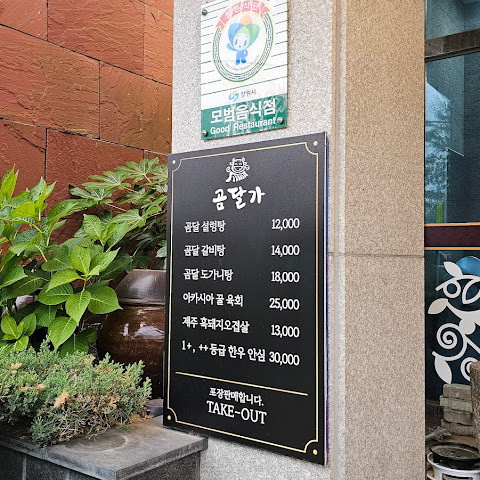 창원시
모범음식점
Good Restaurant
곰달가
곰달 설렁탕 12,000
곰달 갈비탕 14,000
곰달 도가니탕 18,000
아카시아 꿀 육회 25,000
제주 흑돼지오겹살 13,000
1+, ++등급 한우 안심 30,000
포장판매합니다.
TAKE-OUT